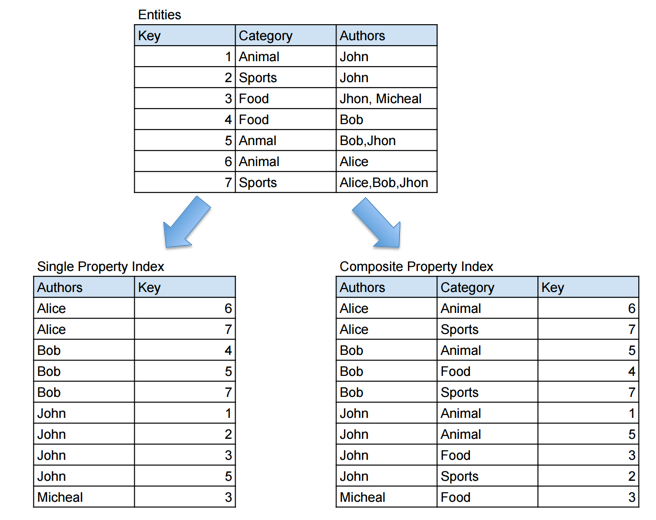 Entities
Key Category Authors
1 Animal John
2 Sports John
3 Food Jhon, Micheal
4 Food Bob
5 Anmal Bob,Jhon
6 Animal Alice
7 Sports Alice,Bob,Jhon
Single Property Index
Authors Key
Alice 6
Alice 7
Bob 4
Bob 5
Bob 7
John 1
John 2
John 3
John 5
Micheal 3
Composite Property Index
Authors Category Key
Alice Animal 6
Alice Sports 7
Bob Animal 5
Bob Food 4
Bob Sports 7
John Animal 1
John Animal 5
John Food 3
John Sports 2
Micheal Food 3